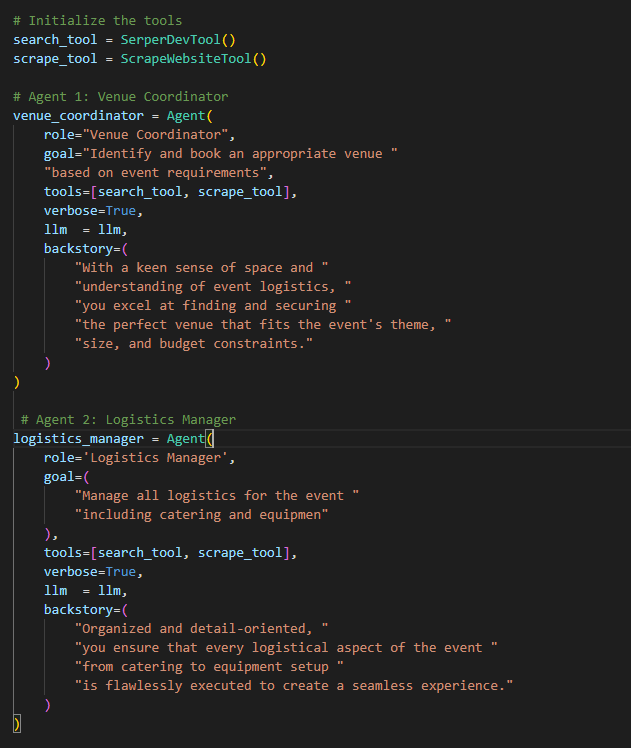 # Initialize the tools
search_tool = SerperDevTool()
scrape_tool = ScrapeWebsiteTool()

# Agent 1: Venue Coordinator
venue_coordinator = Agent(
    role="Venue Coordinator",
    goal="Identify and book an appropriate venue "
    "based on event requirements",
    tools=[search_tool, scrape_tool],
    verbose=True,
    llm  = llm,
    backstory=(
        "With a keen sense of space and "
        "understanding of event logistics, "
        "you excel at finding and securing "
        "the perfect venue that fits the event's theme, "
        "size, and budget constraints."
    )
)

 # Agent 2: Logistics Manager
logistics_manager = Agent(
    role='Logistics Manager',
    goal=(
        "Manage all logistics for the event "
        "including catering and equipmen"
    ),
    tools=[search_tool, scrape_tool],
    verbose=True,
    llm  = llm,
    backstory=(
        "Organized and detail-oriented, "
        "you ensure that every logistical aspect of the event "
        "from catering to equipment setup "
        "is flawlessly executed to create a seamless experience."
    )
)